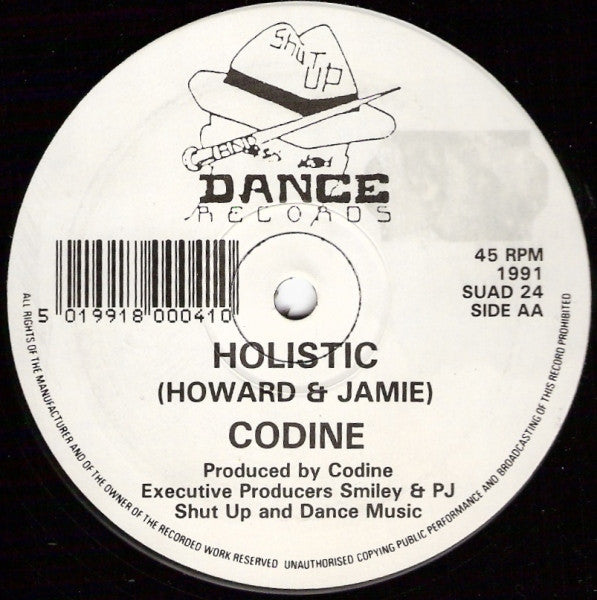 Shut
UP
and
DANCE
RECORDS
45 RPM
1991
SUAD 24
SIDE AA
5 019918 000410
HOLISTIC
(HOWARD & JAMIE)
CODINE
Produced by Codine
Executive Producers Smiley & PJ
Shut Up and Dance Music
ALL RIGHTS OF THE MANUFACTURER AND OF THE OWNER OF THE RECORDED WORK RESERVED UNAUTHORISED COPYING PUBLIC PERFORMANCE AND BROADCASTING OF THIS RECORD PROHIBITED